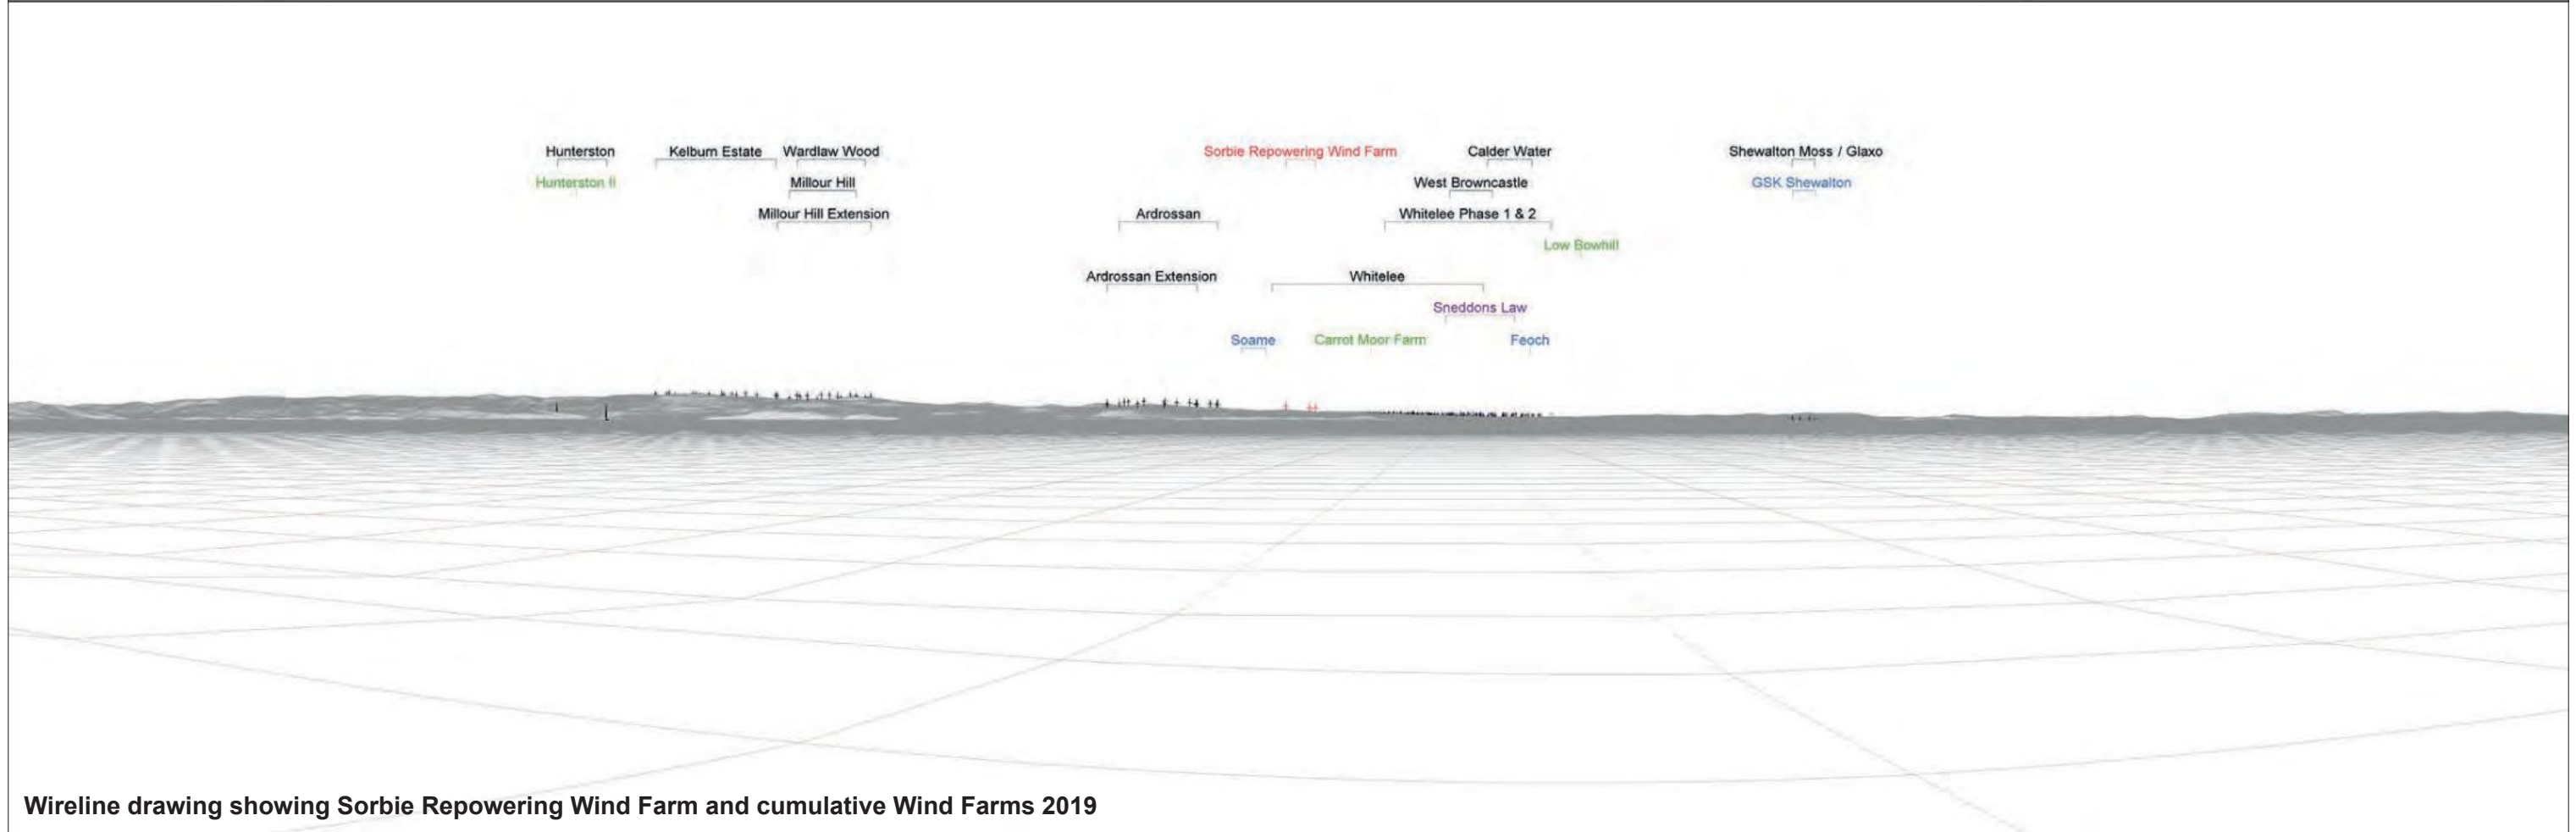 Hunterston
Kelburn Estate
Wardlaw Wood
Sorbie Repowering Wind Farm
Calder Water
Shewalton Moss / Glaxo
Hunterston II
Millour Hill
West Browncastle
GSK Shewalton
Millour Hill Extension
Ardrossan
Whitelee Phase 1 & 2
Low Bowhill
Ardrossan Extension
Whitelee
Sneddons Law
Soame
Carrot Moor Farm
Feoch
Wireline drawing showing Sorbie Repowering Wind Farm and cumulative Wind Farms 2019